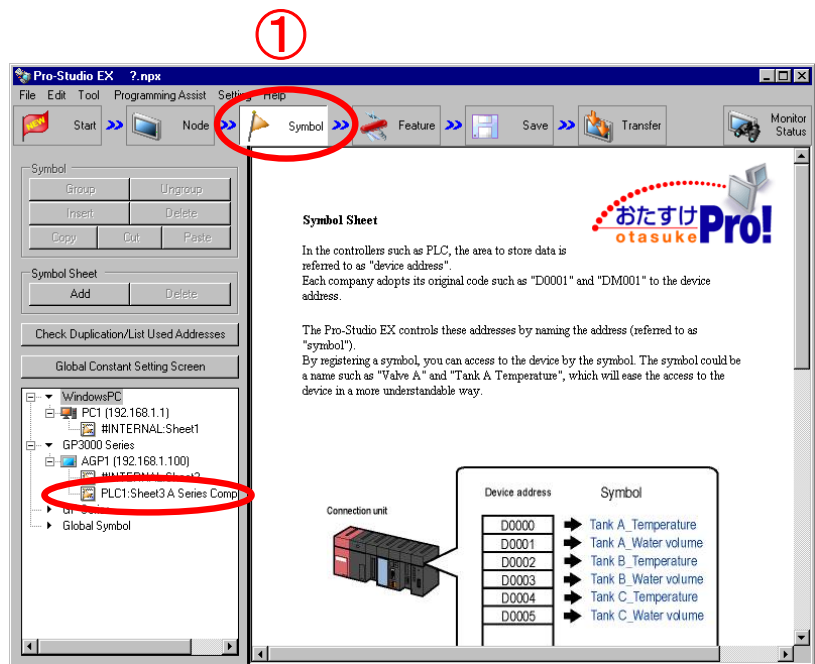 ①
Pro-Studio EX ?.npx
File Edit Tool Programming Assist Setting Help
Start Node Symbol Feature Save Transfer Monitor Status
Symbol
Group Ungroup
Insert Delete
Copy Cut Paste
Symbol Sheet
Add Delete
Check Duplication/List Used Addresses
Global Constant Setting Screen
WindowsPC
PC1 (192.168.1.1)
#INTERNAL:Sheet1
GP3000 Series
AGP1 (192.168.1.100)
#INTERNAL:Sheet2
PLC1:Sheet3 A Series Comp
GP Series
Global Symbol
おたすけPro!
otasuke
Symbol Sheet
In the controllers such as PLC, the area to store data is
referred to as "device address".
Each company adopts its original code such as "D0001" and "DM001" to the device
address.
The Pro-Studio EX controls these addresses by naming the address (referred to as
"symbol").
By registering a symbol, you can access to the device by the symbol. The symbol could be
a name such as "Valve A" and "Tank A Temperature", which will ease the access to the
device in a more understandable way.
Device address Symbol
Connection unit
D0000 Tank A_Temperature
D0001 Tank A_Water volume
D0002 Tank B_Temperature
D0003 Tank B_Water volume
D0004 Tank C_Temperature
D0005 Tank C_Water volume